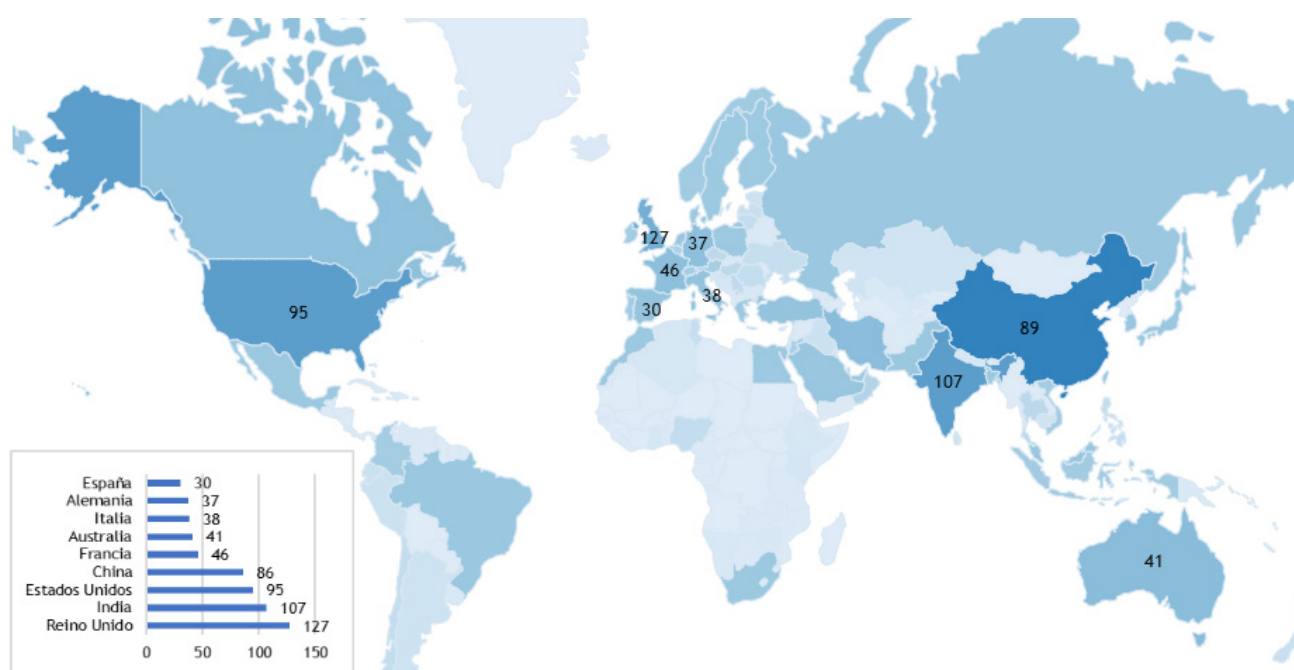 127
37
46
38
30
95
89
107
41
España 30
Alemania 37
Italia 38
Australia 41
Francia 46
China 86
Estados Unidos 95
India 107
Reino Unido 127
0 50 100 150